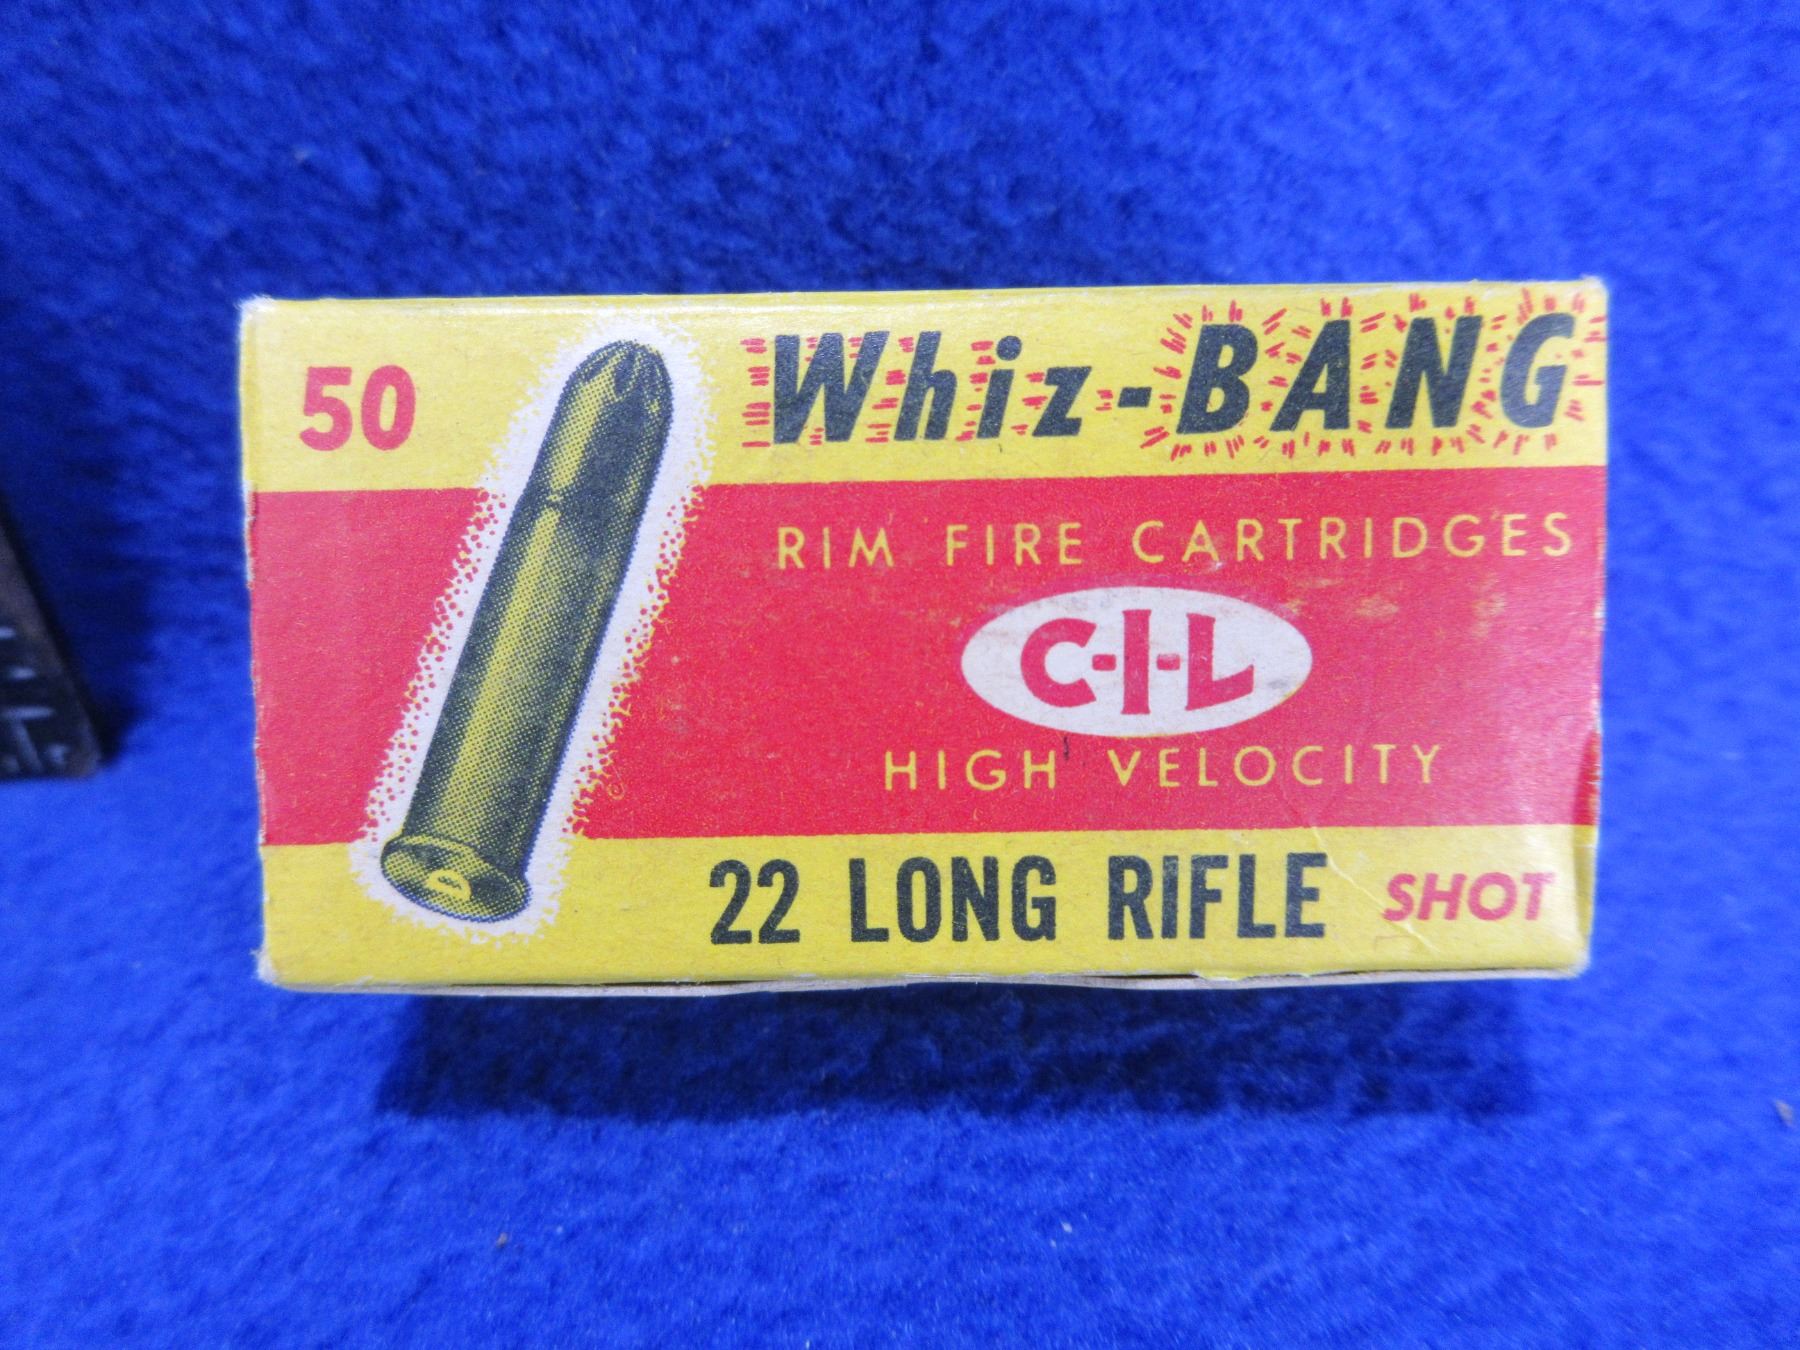 50
Whiz-BANG
RIM FIRE CARTRIDGES
C-I-L
HIGH VELOCITY
22 LONG RIFLE SHOT